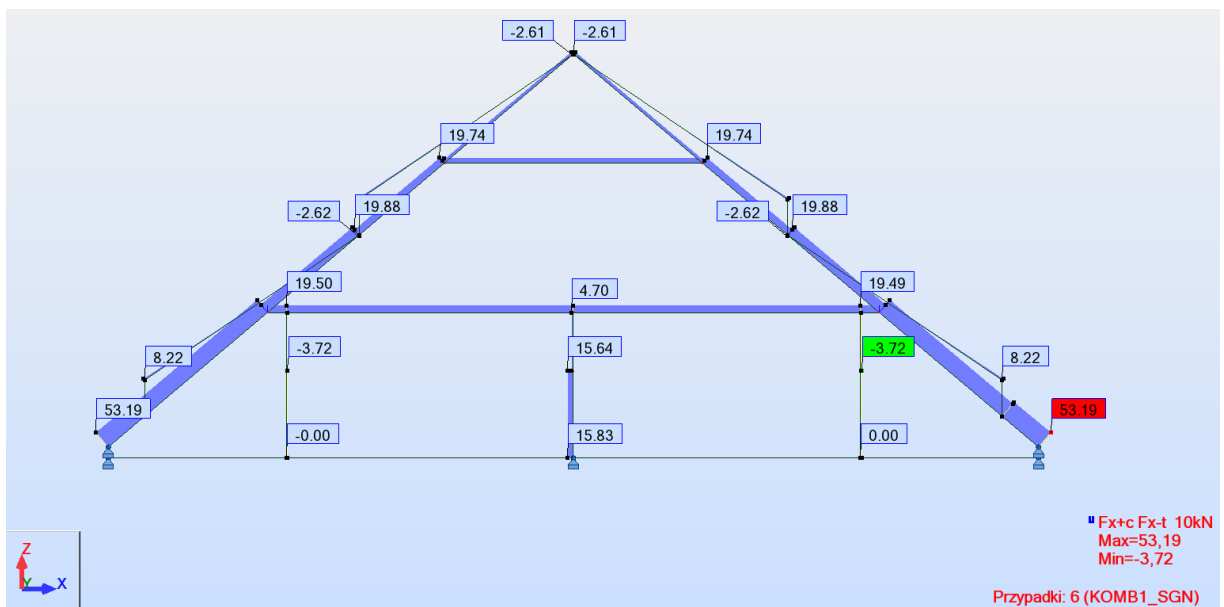 -2.61 -2.61
19.74 19.74
-2.62 19.88 -2.62 19.88
19.50 4.70 19.49
8.22 -3.72 15.64 -3.72 8.22
53.19 53.19
-0.00 15.83 0.00
Fx+c Fx-t 10kN
Max=53,19
Min=-3,72
Z
Y X
Przypadki: 6 (KOMB1_SGN)